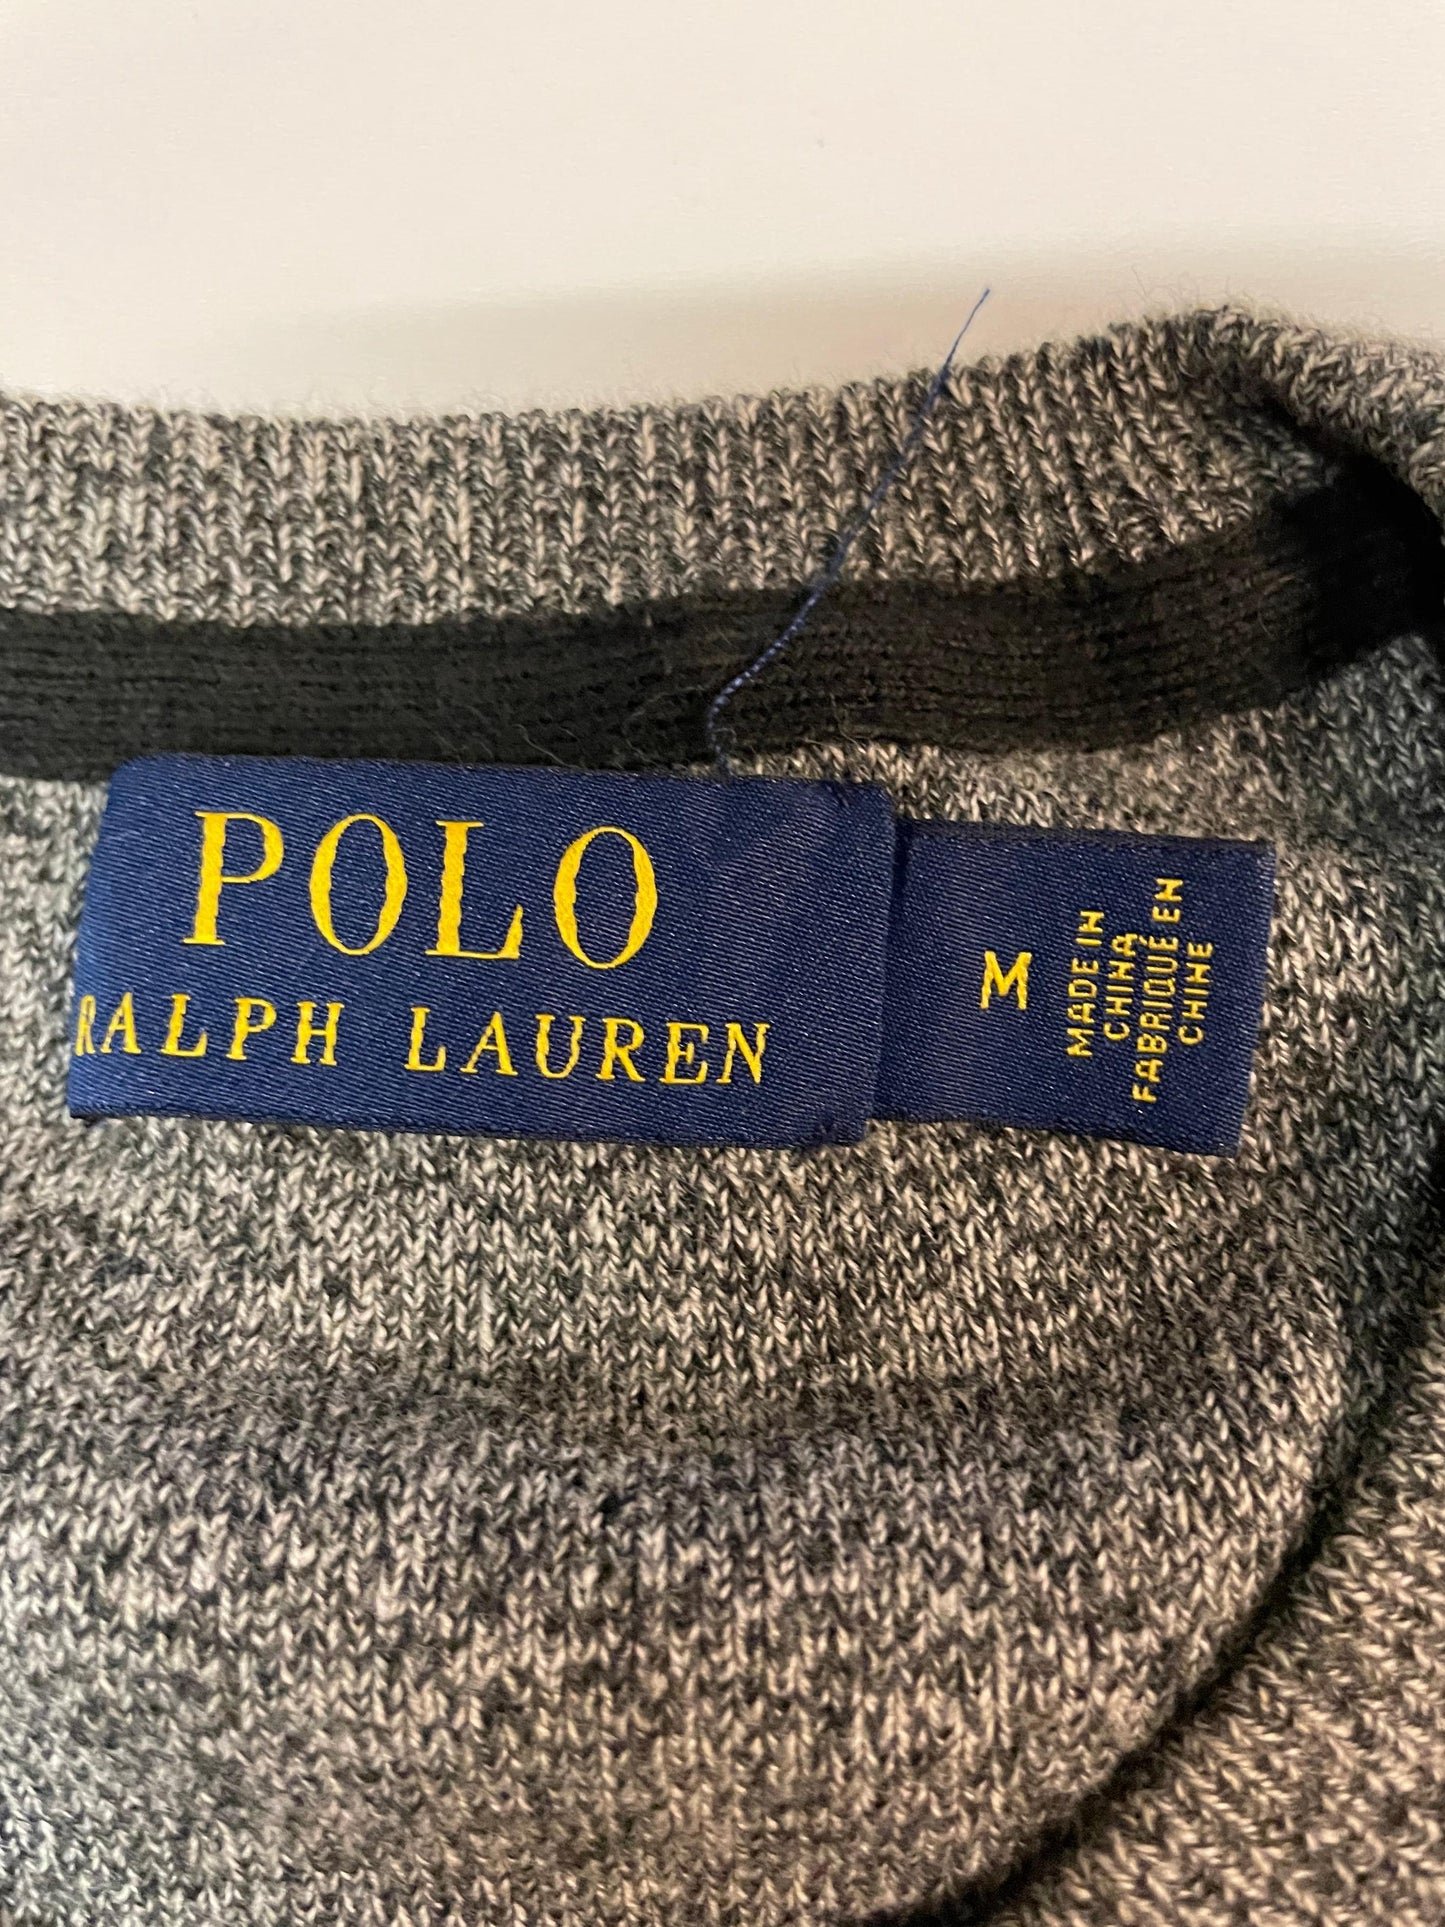 POLO
RALPH LAUREN
M
MADE IN
CHINA
FABRIQUÉ EN
CHINE